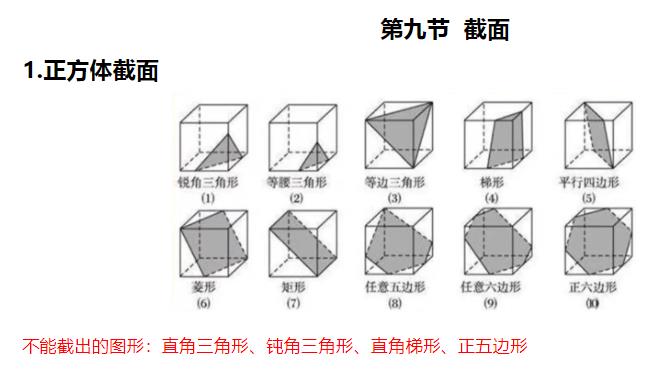 第九节 截面
1.正方体截面
锐角三角形 等腰三角形 等边三角形 梯形 平行四边形
(1) (2) (3) (4) (5)
菱形 矩形 任意五边形 任意六边形 正六边形
(6) (7) (8) (9) (10)
不能截出的图形：直角三角形、钝角三角形、直角梯形、正五边形